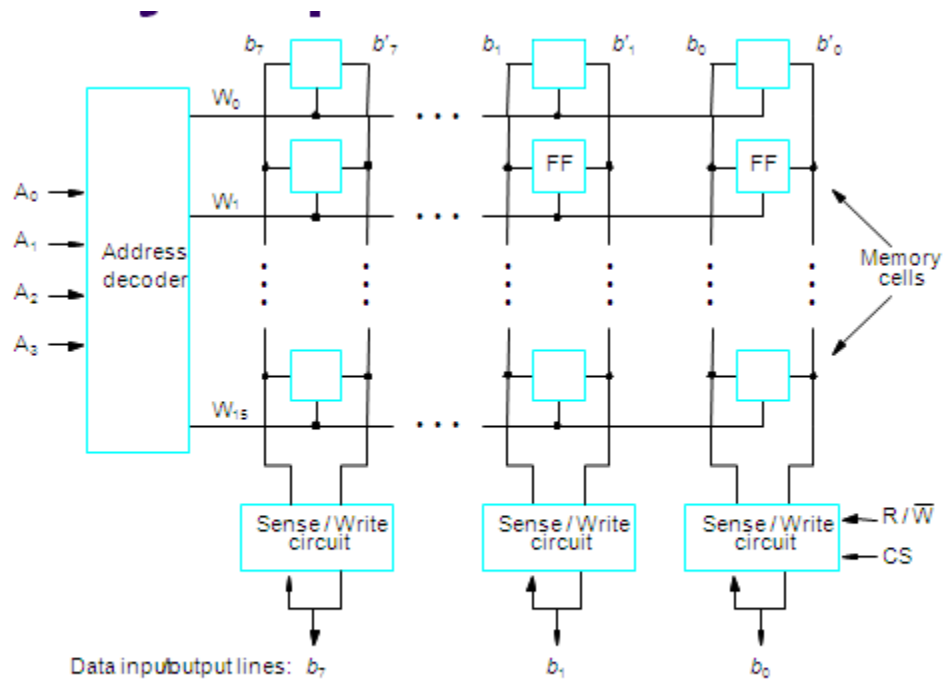 b₇ b'₇ b₁ b'₁ b₀ b'₀
W₀
FF FF
A₀
W₁
A₁
Address
decoder
Memory
cells
A₂
A₃
W₁₅
Sense / Write
circuit
Sense / Write
circuit
Sense / Write
circuit
R / W̅
CS
Data input/output lines: b₇ b₁ b₀